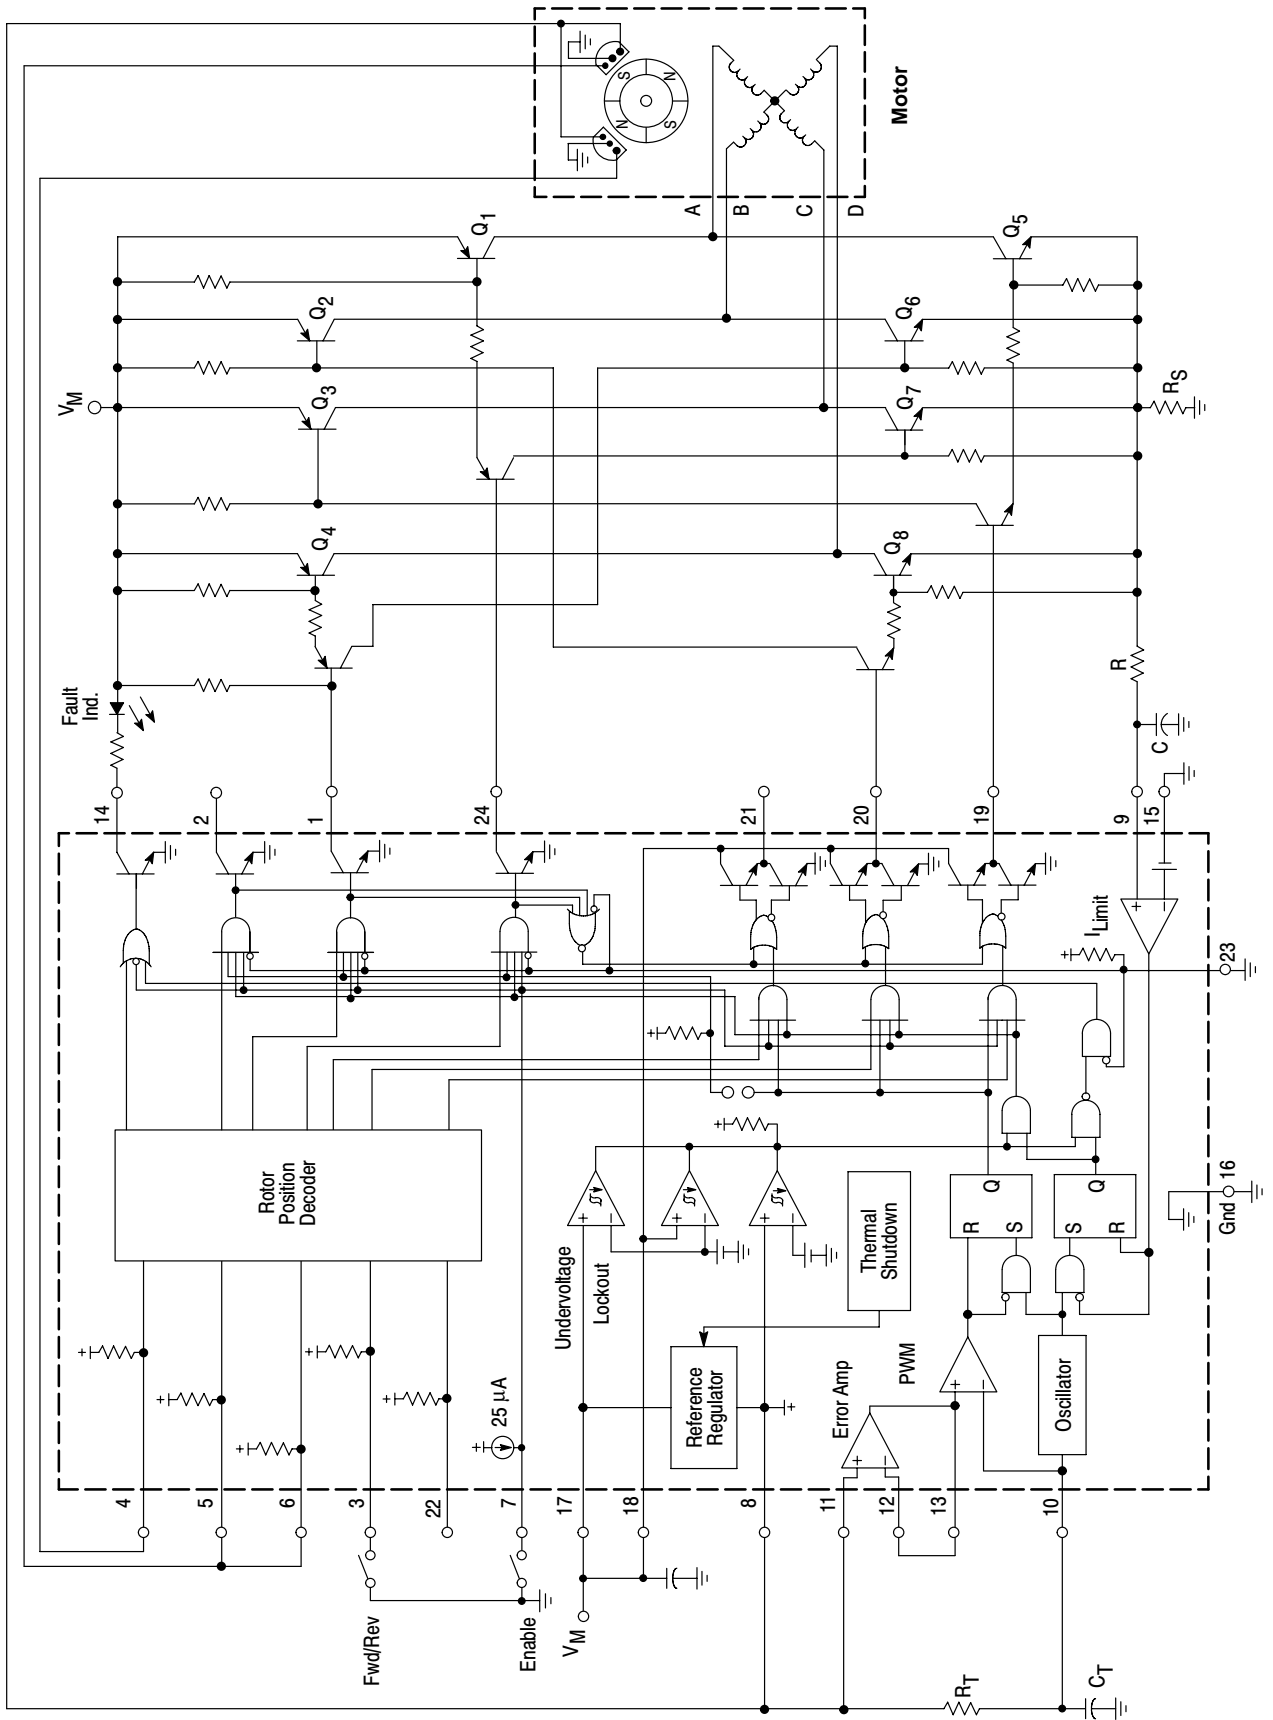 Motor
N
S
N
S
A
B
C
D
VM
Q1
Q2
Q3
Q4
Q5
Q6
Q7
Q8
RS
R
C
Fault
Ind.
14
2
1
24
21
20
19
9
15
ILimit
23
Gnd 16
Rotor
Position
Decoder
Undervoltage
Lockout
Thermal
Shutdown
Reference
Regulator
Error Amp
PWM
Oscillator
R
Q
S
S
Q
R
25 µA
4
5
6
3
22
7
17
18
8
11
12
13
10
Fwd/Rev
Enable
VM
RT
CT